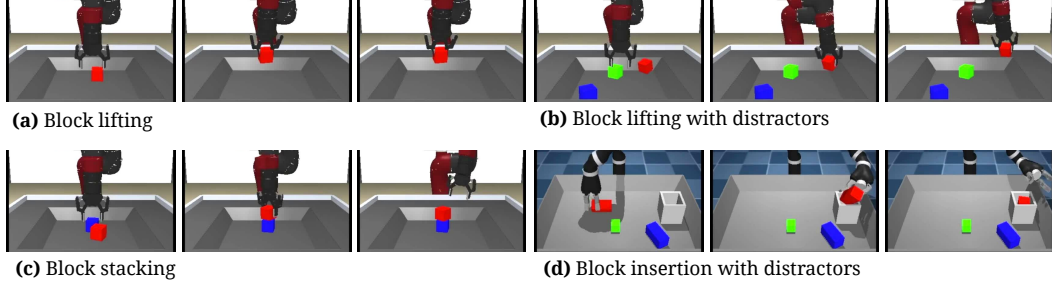 (a) Block lifting
(b) Block lifting with distractors
(c) Block stacking
(d) Block insertion with distractors